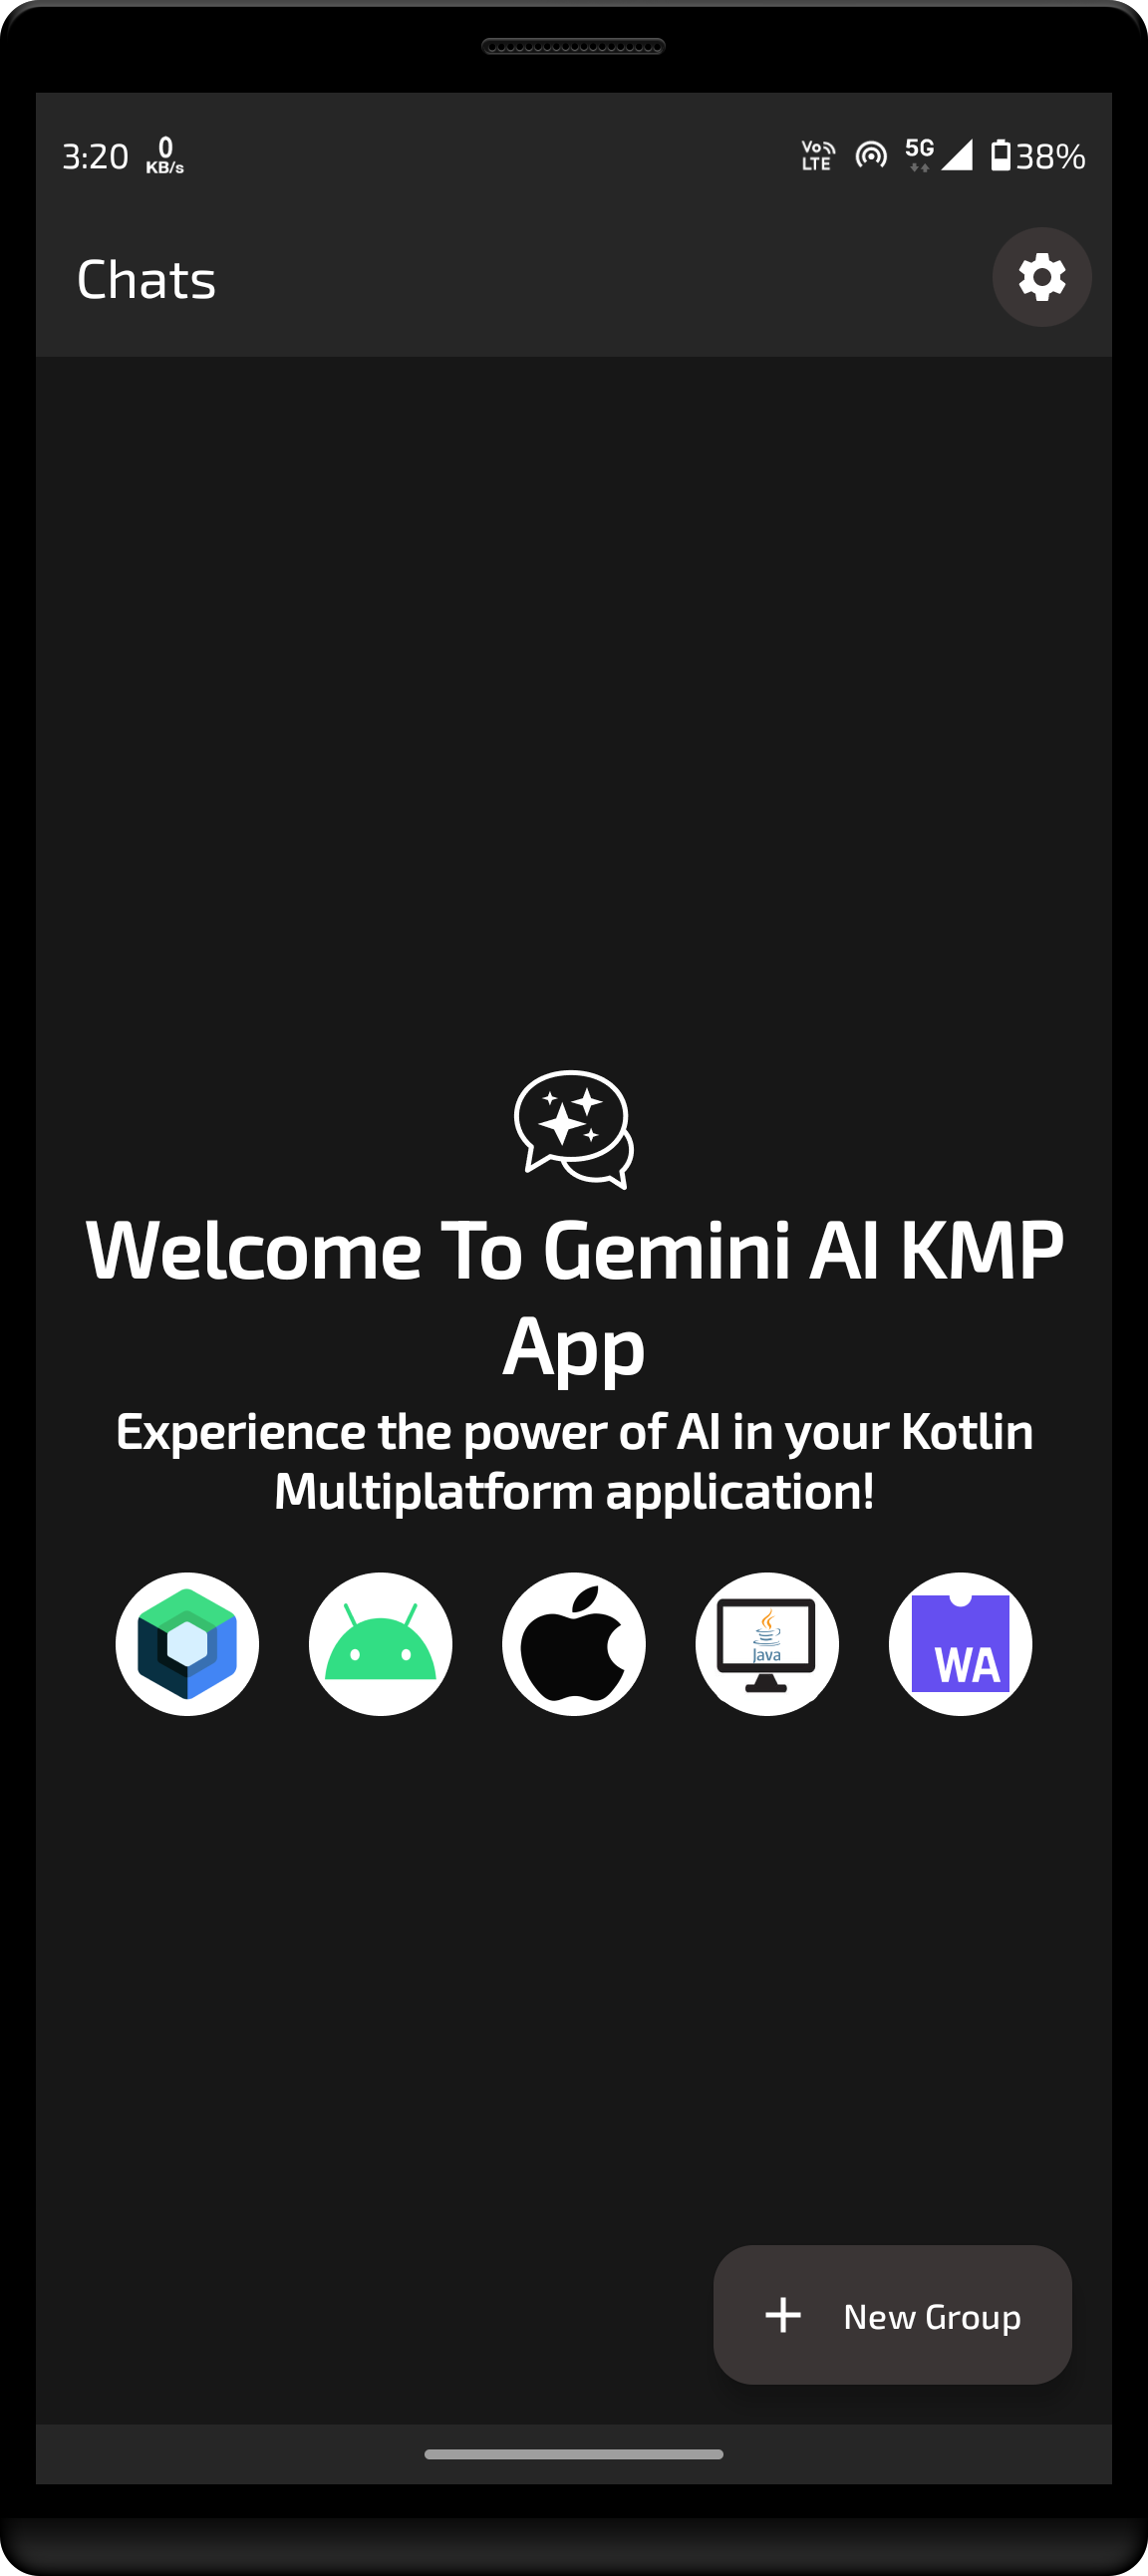 3:20 0 KB/s Vo LTE 5G 38%
Chats
Welcome To Gemini AI KMP
App
Experience the power of AI in your Kotlin
Multiplatform application!
Java WA
New Group